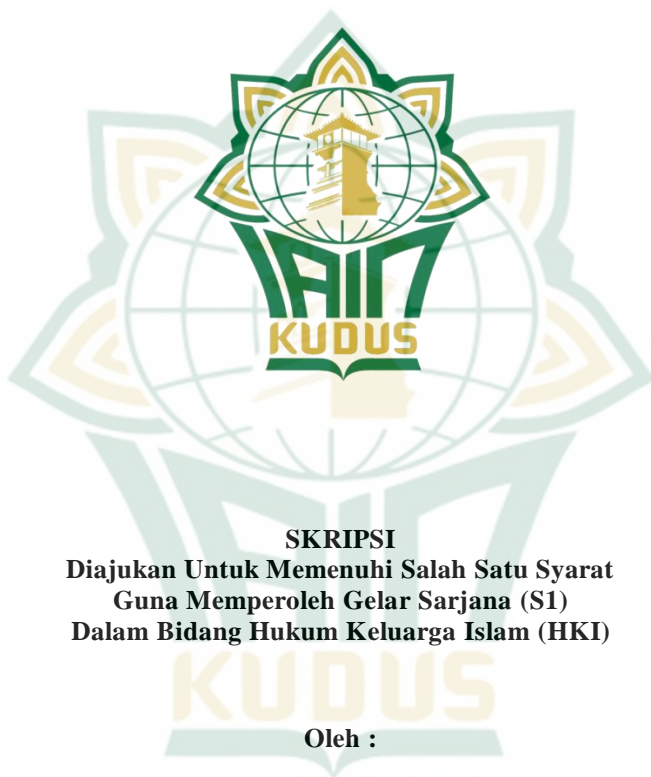 IAIN
KUDUS
SKRIPSI
Diajukan Untuk Memenuhi Salah Satu Syarat
Guna Memperoleh Gelar Sarjana (S1)
Dalam Bidang Hukum Keluarga Islam (HKI)
KUDUS
Oleh :